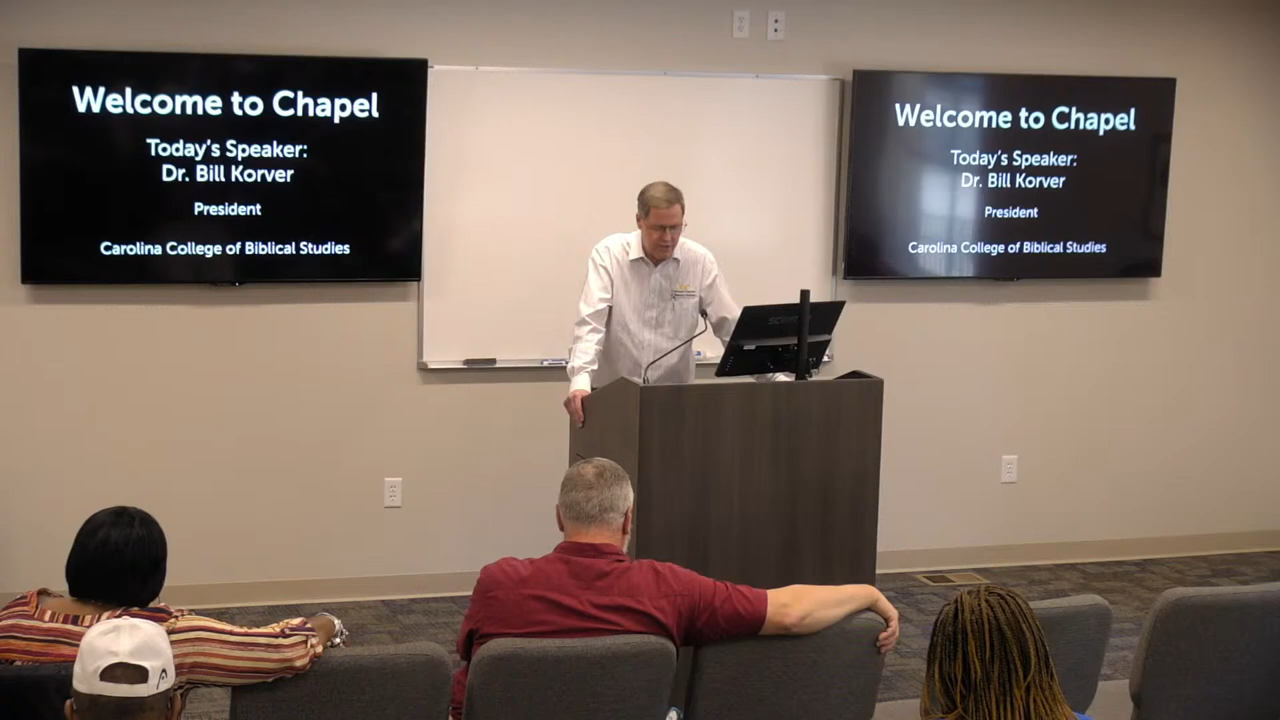 Welcome to Chapel
Today's Speaker:
Dr. Bill Korver
President
Carolina College of Biblical Studies
Welcome to Chapel
Today's Speaker:
Dr. Bill Korver
President
Carolina College of Biblical Studies